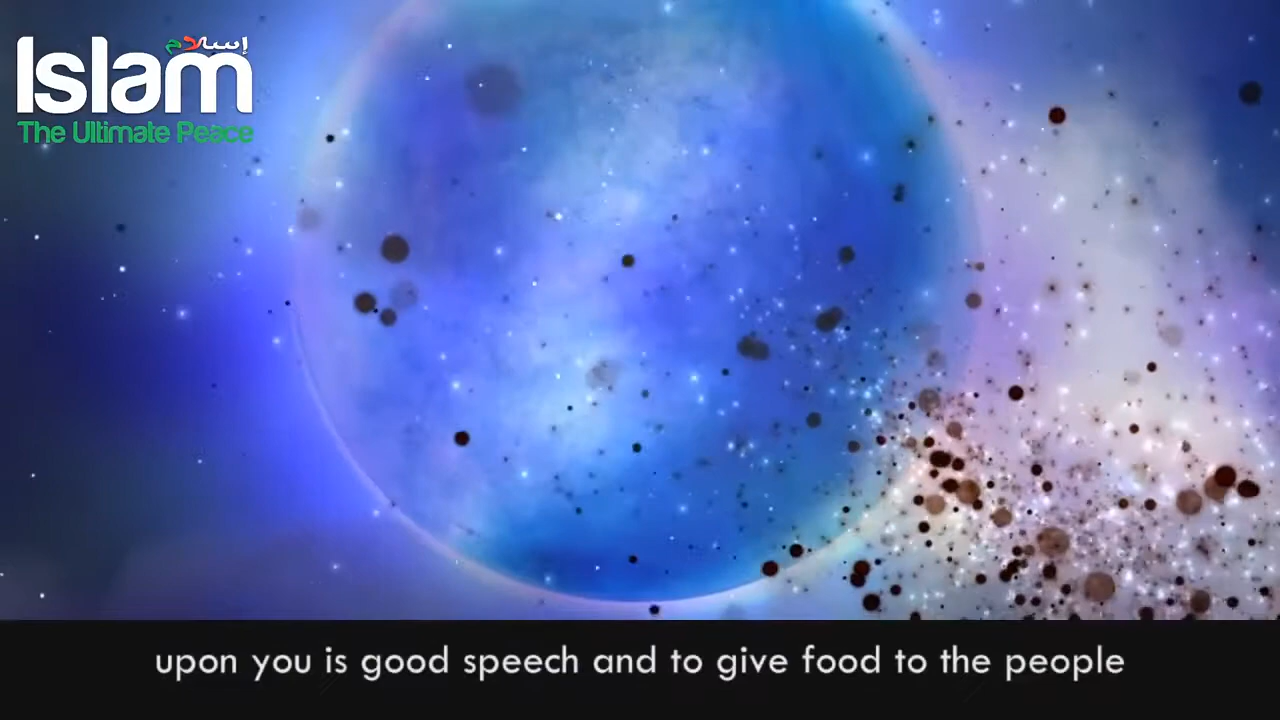 إسلام
Islam
The Ultimate Peace
upon you is good speech and to give food to the people